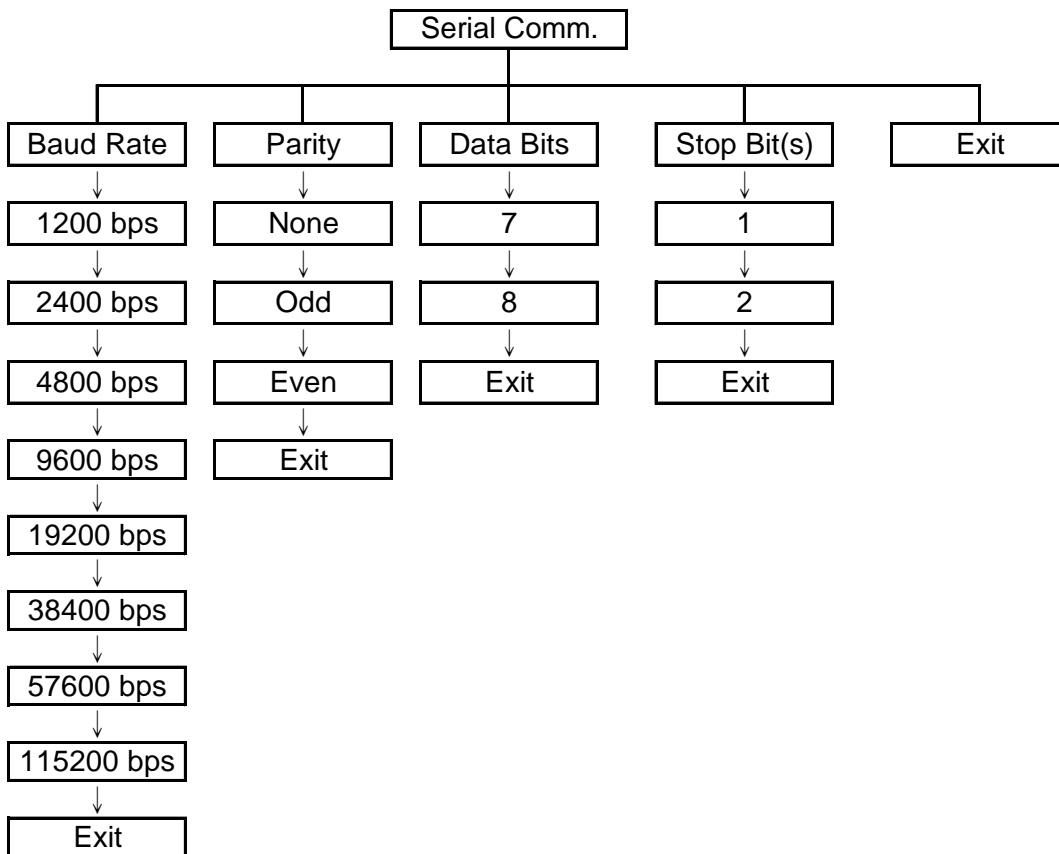 Serial Comm.
Baud Rate
Parity
Data Bits
Stop Bit(s)
Exit
1200 bps
None
7
1
2400 bps
Odd
8
2
4800 bps
Even
Exit
Exit
9600 bps
Exit
19200 bps
38400 bps
57600 bps
115200 bps
Exit